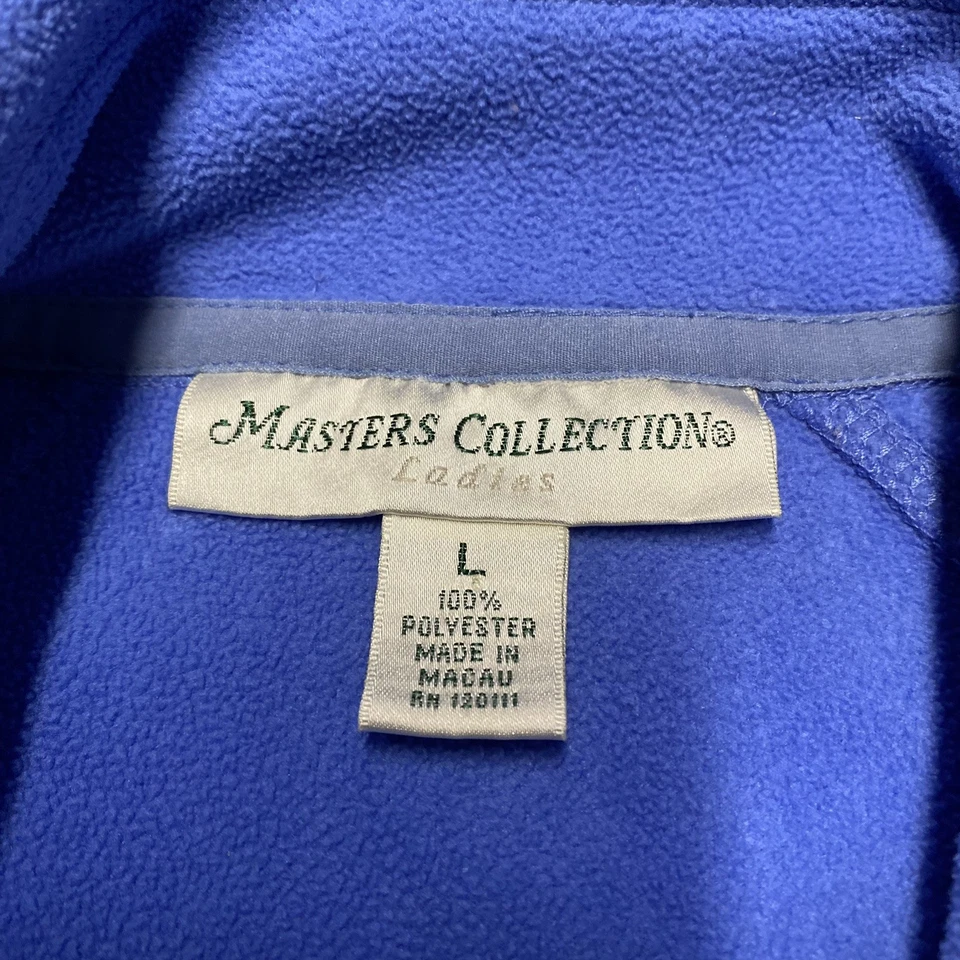 MASTERS COLLECTION®
Ladies
L
100%
POLYESTER
MADE IN
MACAU
RN 120111